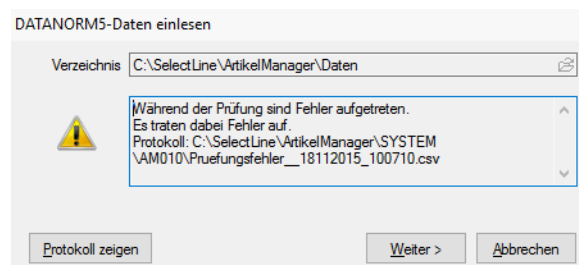 DATANORM5-Daten einlesen
Verzeichnis C:\SelectLine\ArtikelManager\Daten
Während der Prüfung sind Fehler aufgetreten.
Es traten dabei Fehler auf.
Protokoll: C:\SelectLine\ArtikelManager\SYSTEM
\AM010\Pruefungsfehler__18112015_100710.csv
Protokoll zeigen Weiter > Abbrechen